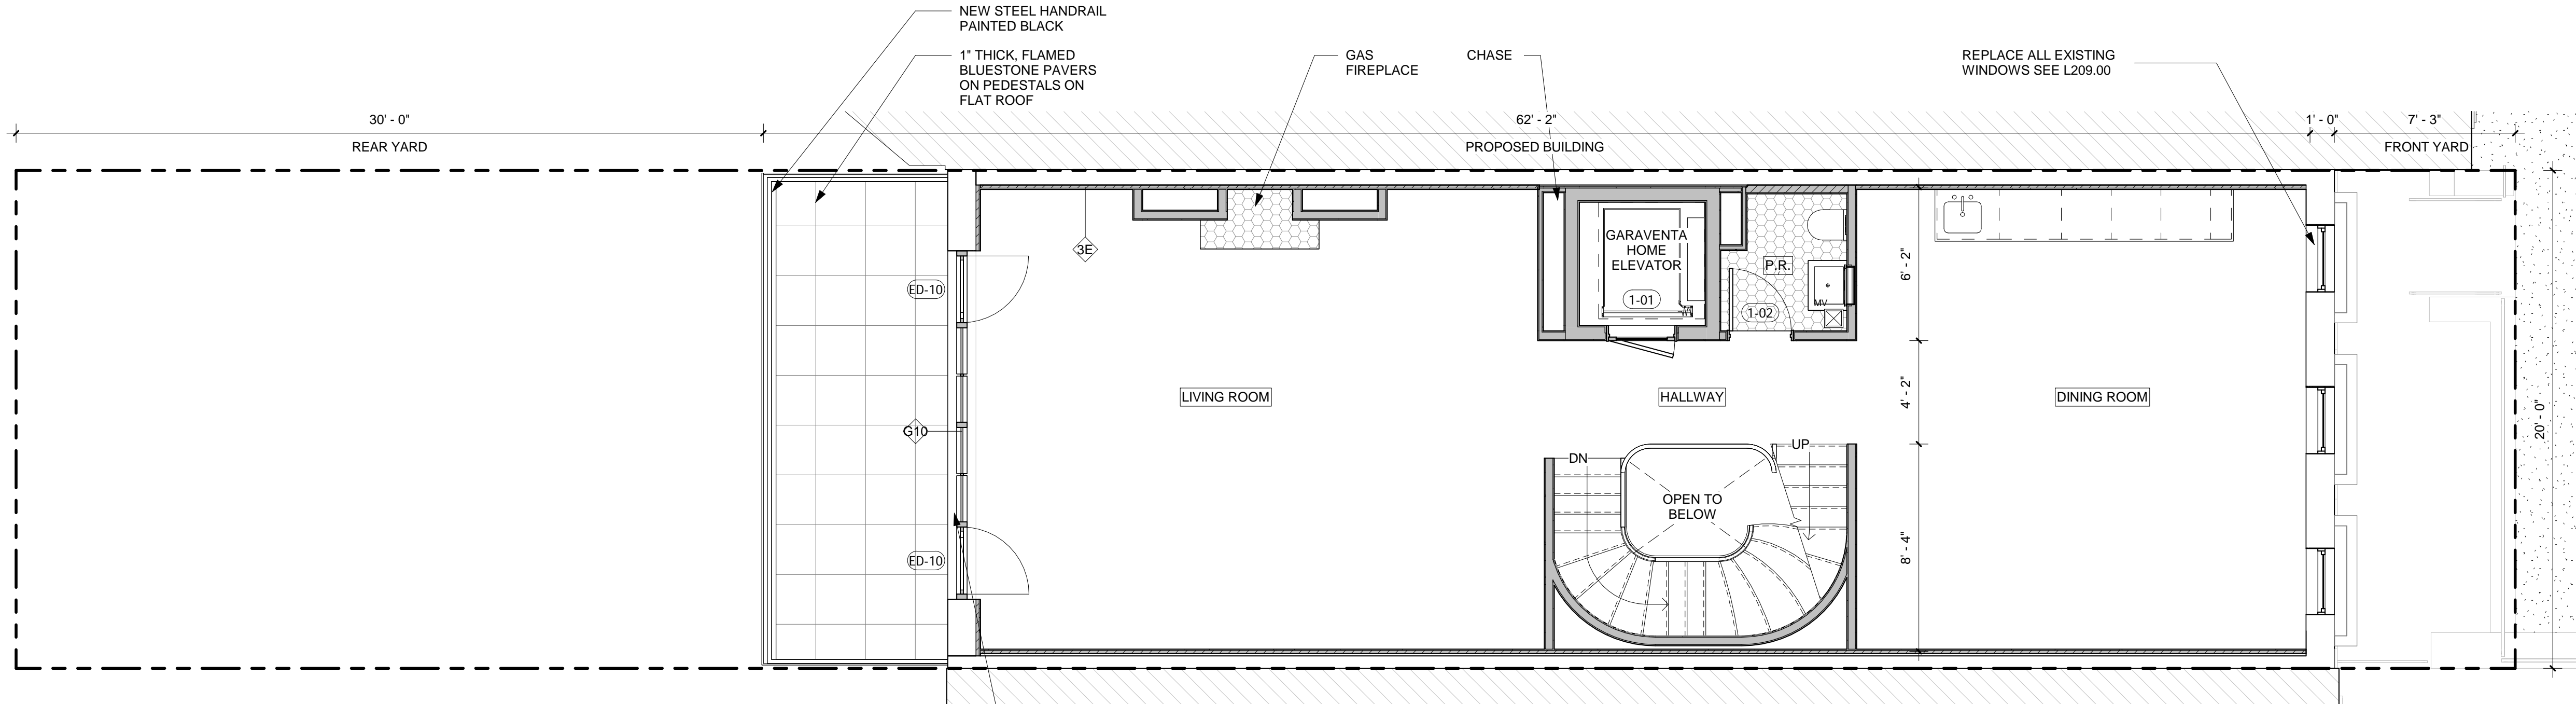 NEW STEEL HANDRAIL
PAINTED BLACK
1" THICK, FLAMED
BLUESTONE PAVERS
ON PEDESTALS ON
FLAT ROOF
GAS
FIREPLACE
CHASE
REPLACE ALL EXISTING
WINDOWS SEE L209.00
30' - 0"
62' - 2"
1' - 0"
7' - 3"
REAR YARD
PROPOSED BUILDING
FRONT YARD
3E
GARAVENTA
HOME
ELEVATOR
1-01
P.R.
MV
1-02
6' - 2"
ED-10
LIVING ROOM
HALLWAY
4' - 2"
DINING ROOM
20' - 0"
G10
DN
UP
OPEN TO
BELOW
8' - 4"
ED-10